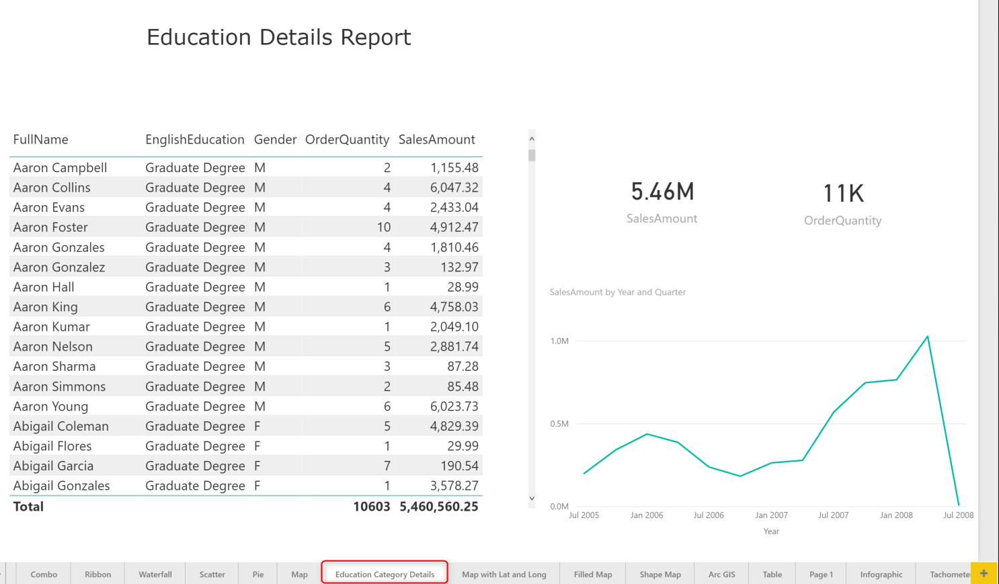 Education Details Report
FullName EnglishEducation Gender OrderQuantity SalesAmount
Aaron Campbell Graduate Degree M 2 1,155.48
Aaron Collins Graduate Degree M 4 6,047.32
Aaron Evans Graduate Degree M 4 2,433.04
Aaron Foster Graduate Degree M 10 4,912.47
Aaron Gonzales Graduate Degree M 4 1,810.46
Aaron Gonzalez Graduate Degree M 3 132.97
Aaron Hall Graduate Degree M 1 28.99
Aaron King Graduate Degree M 6 4,758.03
Aaron Kumar Graduate Degree M 1 2,049.10
Aaron Nelson Graduate Degree M 5 2,881.74
Aaron Sharma Graduate Degree M 3 87.28
Aaron Simmons Graduate Degree M 2 85.48
Aaron Young Graduate Degree M 6 6,023.73
Abigail Coleman Graduate Degree F 5 4,829.39
Abigail Flores Graduate Degree F 1 29.99
Abigail Garcia Graduate Degree F 7 190.54
Abigail Gonzales Graduate Degree F 1 3,578.27
Total 10603 5,460,560.25
5.46M
SalesAmount
11K
OrderQuantity
SalesAmount by Year and Quarter
1.0M
0.5M
0.0M
Jul 2005 Jan 2006 Jul 2006 Jan 2007 Jul 2007 Jan 2008 Jul 2008
Year
Combo Ribbon Waterfall Scatter Pie Map Education Category Details Map with Lat and Long Filled Map Shape Map Arc GIS Table Page 1 Infographic Tachomete +